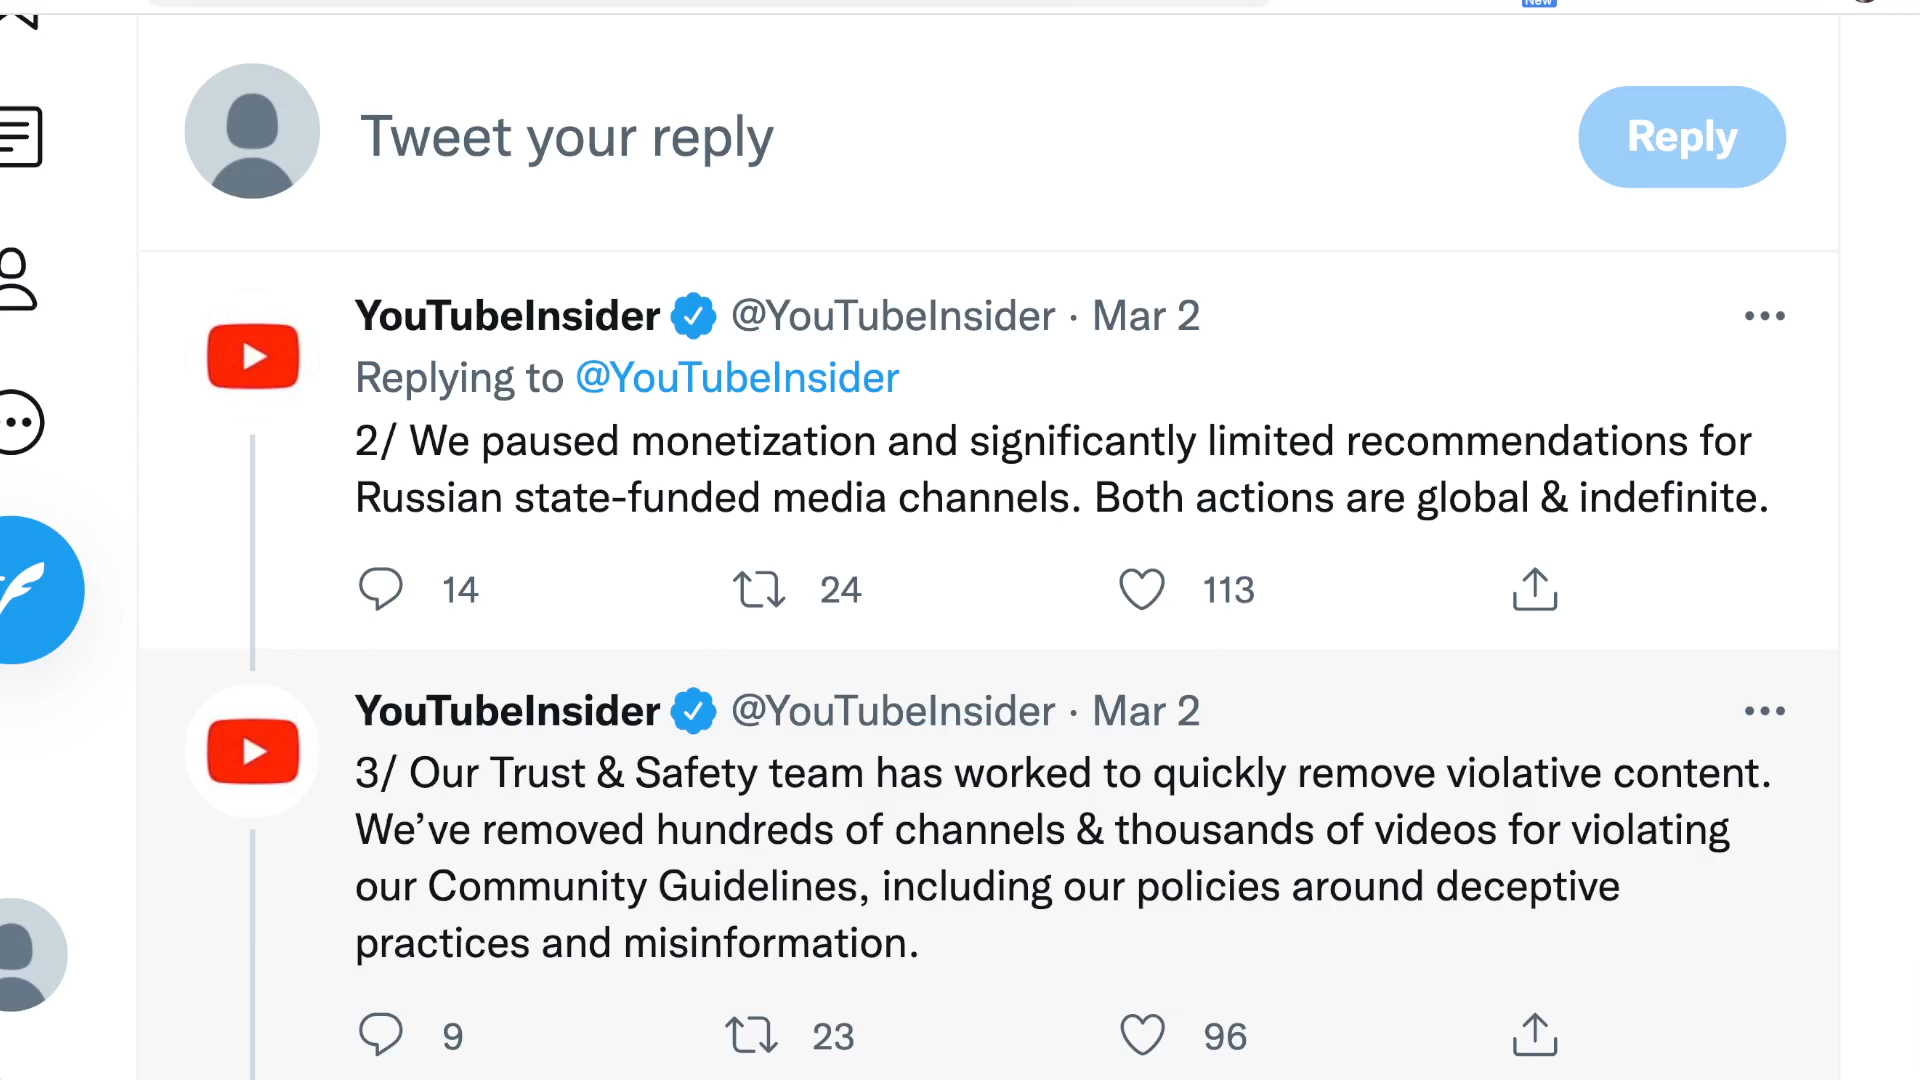 New
Tweet your reply
Reply
YouTubeInsider @YouTubeInsider · Mar 2
Replying to @YouTubeInsider
2/ We paused monetization and significantly limited recommendations for
Russian state-funded media channels. Both actions are global & indefinite.
14 24 113
YouTubeInsider @YouTubeInsider · Mar 2
3/ Our Trust & Safety team has worked to quickly remove violative content.
We’ve removed hundreds of channels & thousands of videos for violating
our Community Guidelines, including our policies around deceptive
practices and misinformation.
9 23 96